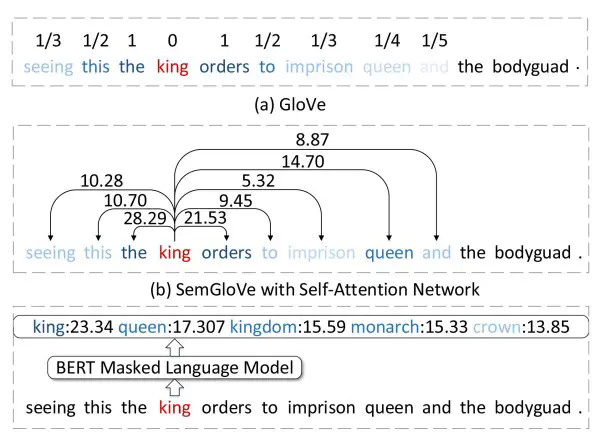 1/3 1/2 1 0 1 1/2 1/3 1/4 1/5
seeing this the king orders to imprison queen and the bodyguad .
(a) GloVe
8.87
14.70
10.28 5.32
10.70 9.45
28.29 21.53
seeing this the king orders to imprison queen and the bodyguad .
(b) SemGloVe with Self-Attention Network
king:23.34 queen:17.307 kingdom:15.59 monarch:15.33 crown:13.85
BERT Masked Language Model
seeing this the king orders to imprison queen and the bodyguad .